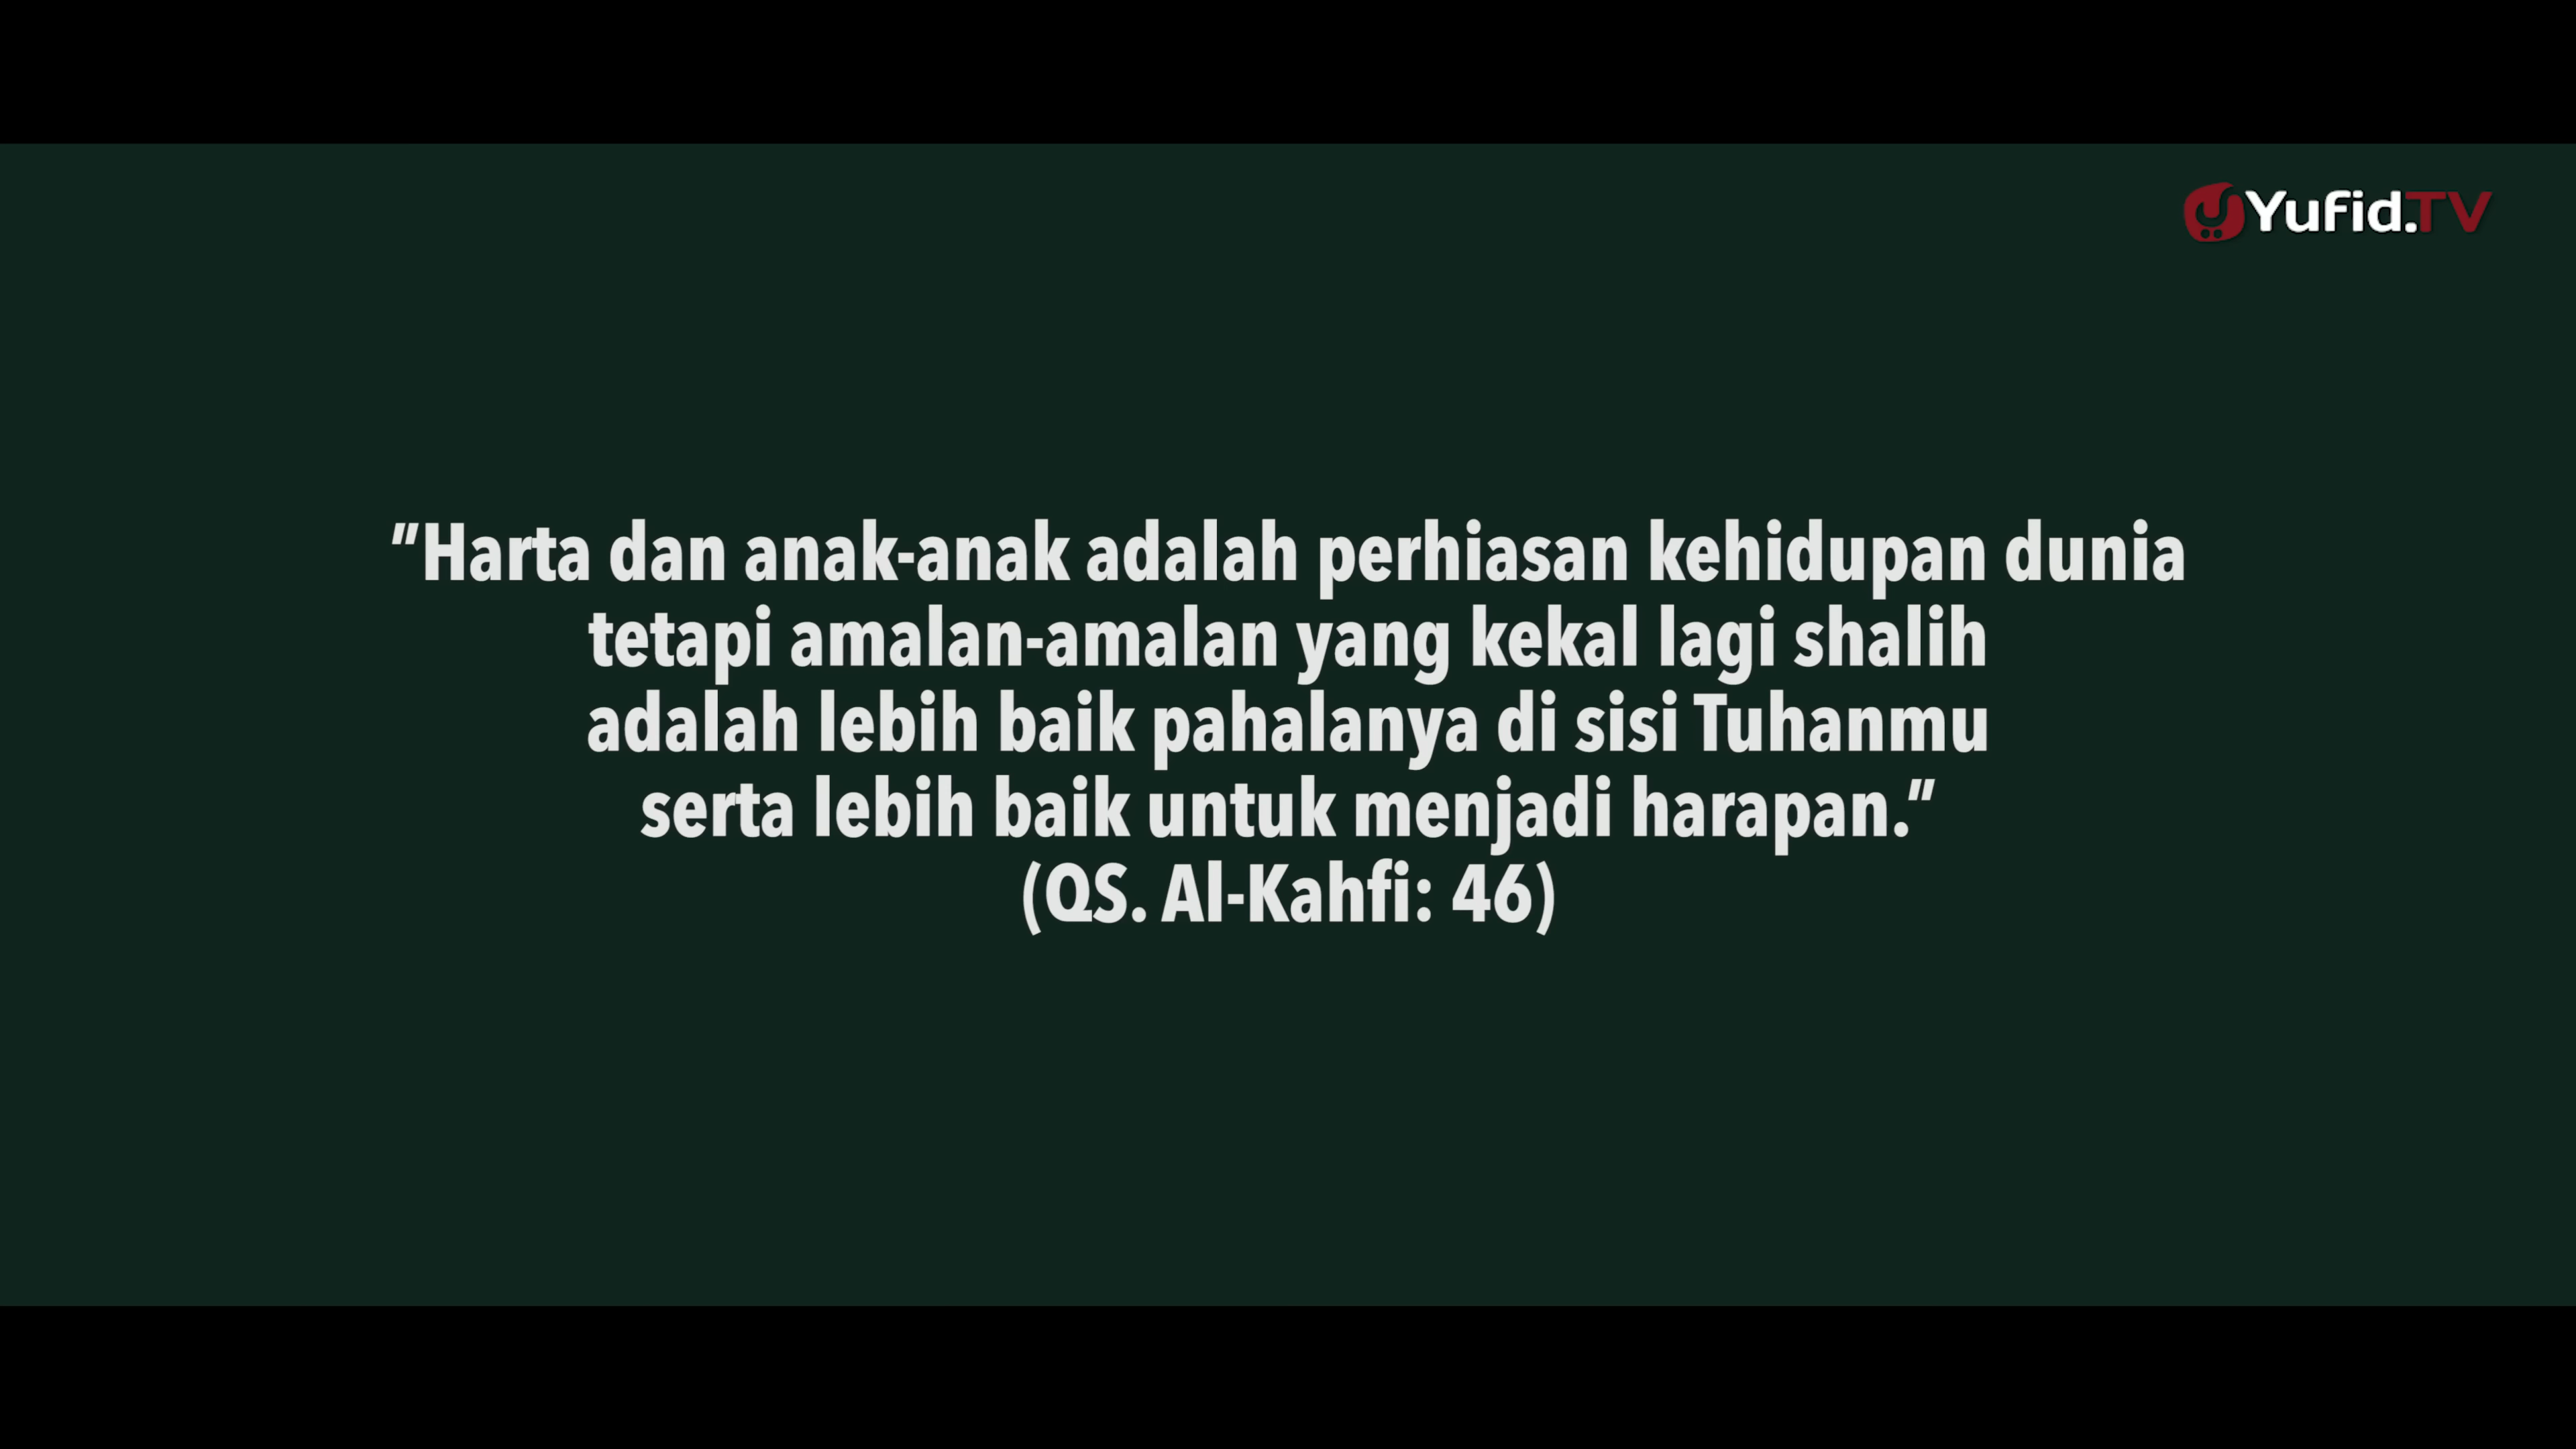 Yufid.TV
"Harta dan anak-anak adalah perhiasan kehidupan dunia
tetapi amalan-amalan yang kekal lagi shalih
adalah lebih baik pahalanya di sisi Tuhanmu
serta lebih baik untuk menjadi harapan."
(QS. Al-Kahfi: 46)